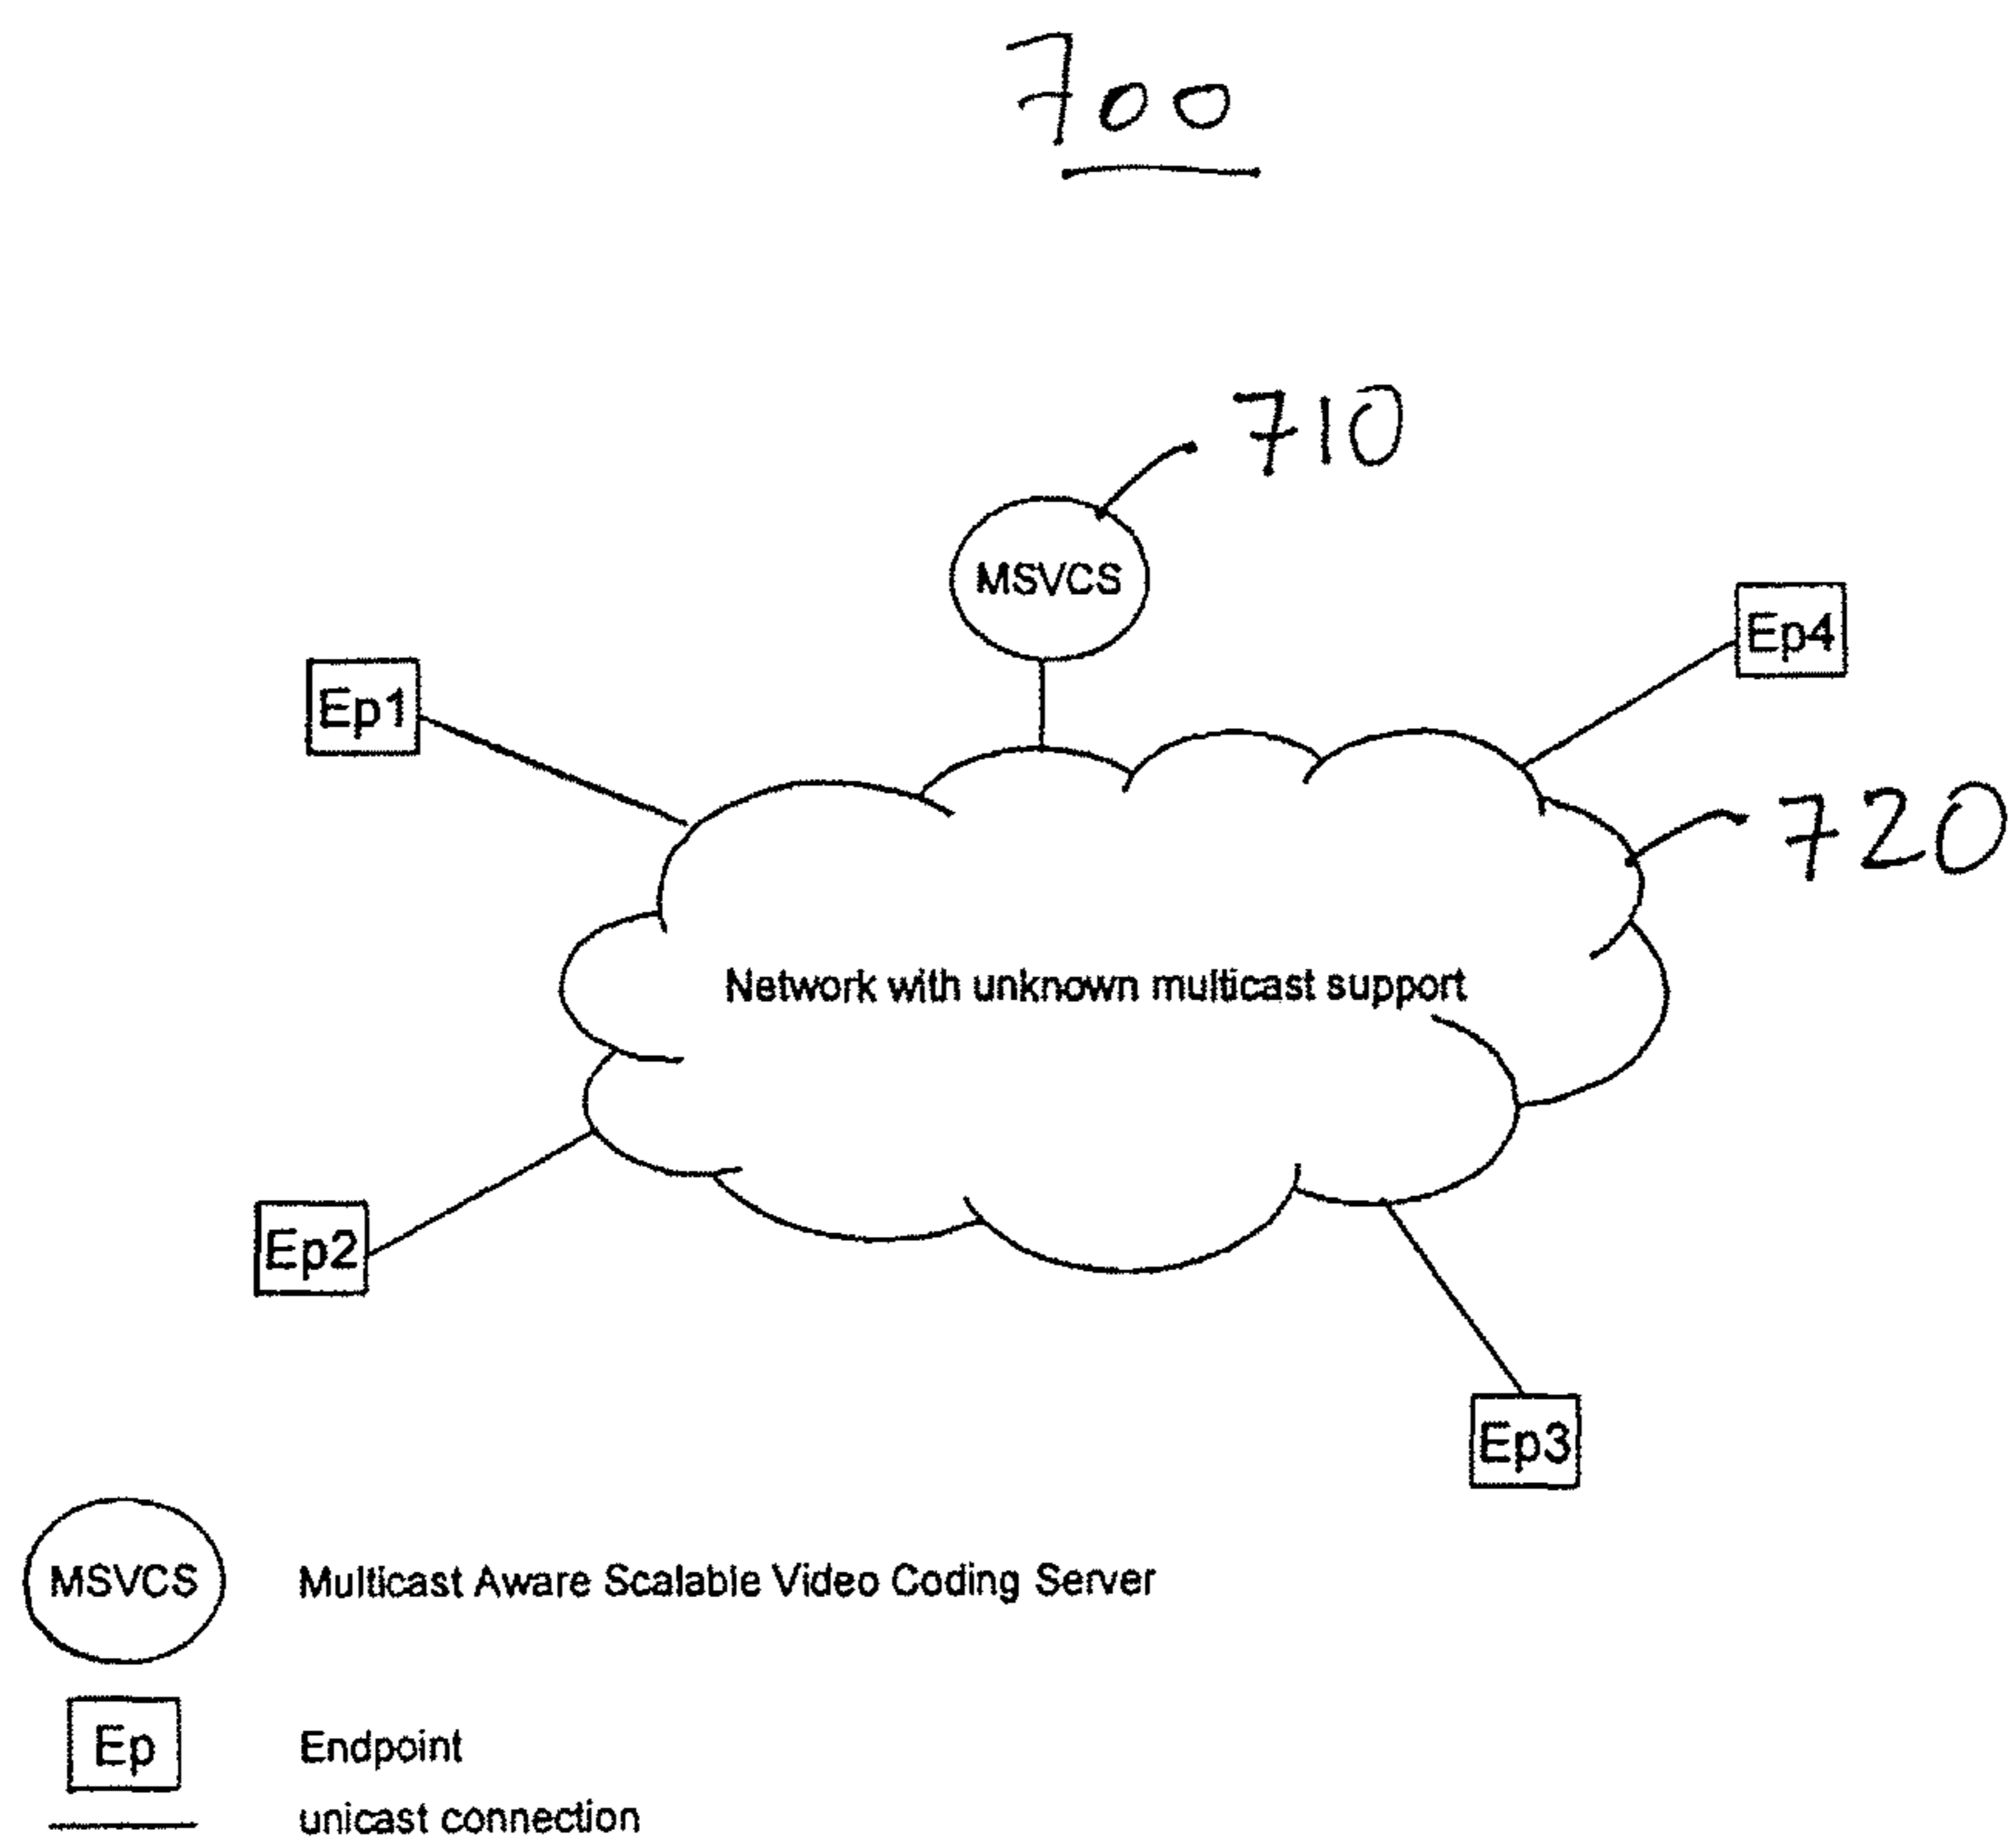 700
710
MSVCS
Ep4
Ep1
720
Network with unknown multicast support
Ep2
Ep3
MSVCS Multicast Aware Scalable Video Coding Server
Ep Endpoint
unicast connection